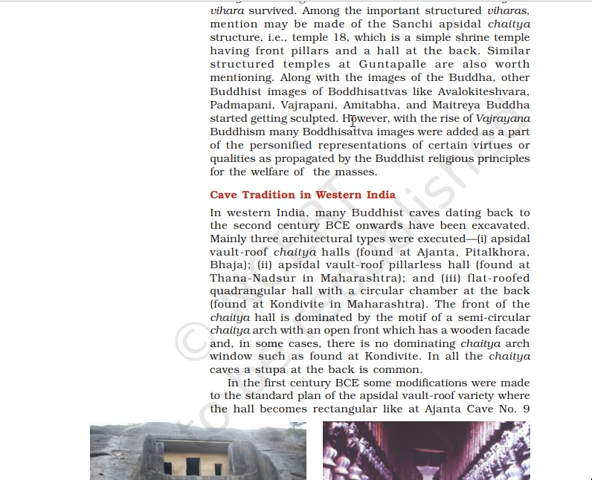 vihara survived. Among the important structured viharas,
mention may be made of the Sanchi apsidal chaitya
structure, i.e., temple 18, which is a simple shrine temple
having front pillars and a hall at the back. Similar
structured temples at Guntapalle are also worth
mentioning. Along with the images of the Buddha, other
Buddhist images of Boddhisattvas like Avalokiteshvara,
Padmapani, Vajrapani, Amitabha, and Maitreya Buddha
started getting sculpted. However, with the rise of Vajrayana
Buddhism many Boddhisattva images were added as a part
of the personified representations of certain virtues or
qualities as propagated by the Buddhist religious principles
for the welfare of the masses.
Cave Tradition in Western India
In western India, many Buddhist caves dating back to
the second century BCE onwards have been excavated.
Mainly three architectural types were executed—(i) apsidal
vault-roof chaitya halls (found at Ajanta, Pitalkhora,
Bhaja); (ii) apsidal vault-roof pillarless hall (found at
Thana-Nadsur in Maharashtra); and (iii) flat-roofed
quadrangular hall with a circular chamber at the back
(found at Kondivite in Maharashtra). The front of the
chaitya hall is dominated by the motif of a semi-circular
chaitya arch with an open front which has a wooden facade
and, in some cases, there is no dominating chaitya arch
window such as found at Kondivite. In all the chaitya
caves a stupa at the back is common.
In the first century BCE some modifications were made
to the standard plan of the apsidal vault-roof variety where
the hall becomes rectangular like at Ajanta Cave No. 9
© NCERT
to be republished